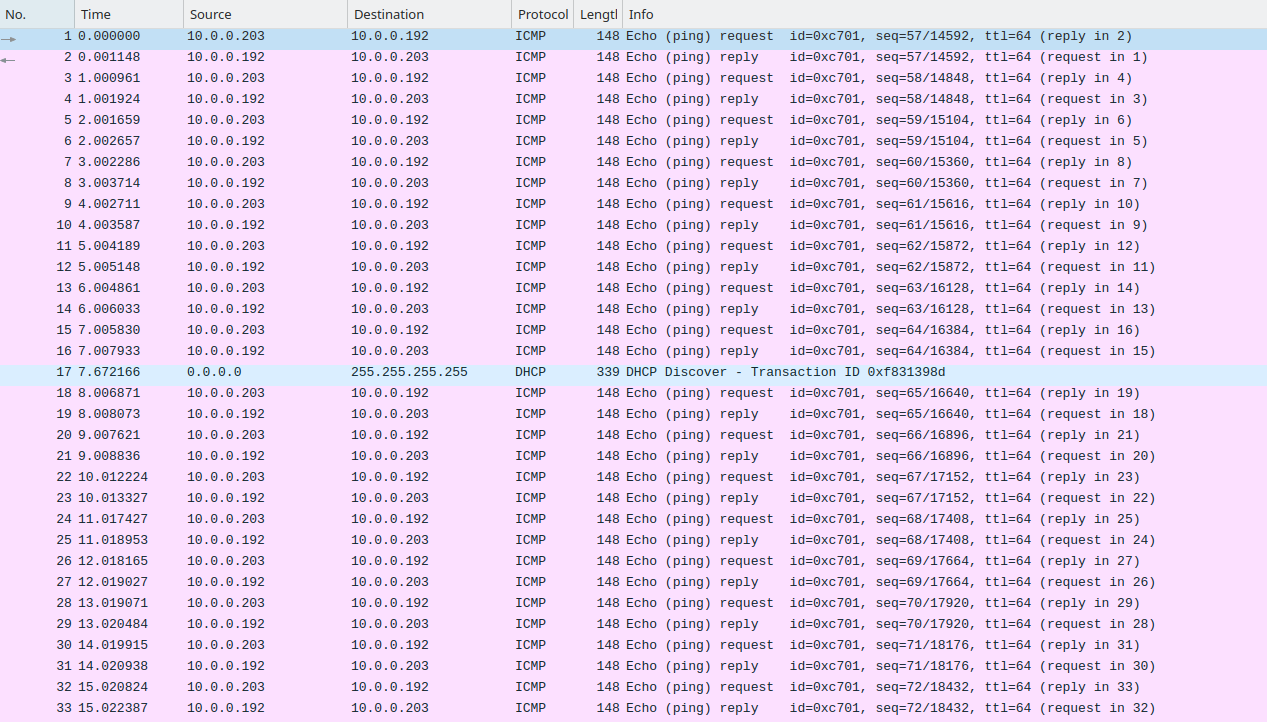 No. Time Source Destination Protocol Lengtl Info
1 0.000000 10.0.0.203 10.0.0.192 ICMP 148 Echo (ping) request id=0xc701, seq=57/14592, ttl=64 (reply in 2)
2 0.001148 10.0.0.192 10.0.0.203 ICMP 148 Echo (ping) reply id=0xc701, seq=57/14592, ttl=64 (request in 1)
3 1.000961 10.0.0.203 10.0.0.192 ICMP 148 Echo (ping) request id=0xc701, seq=58/14848, ttl=64 (reply in 4)
4 1.001924 10.0.0.192 10.0.0.203 ICMP 148 Echo (ping) reply id=0xc701, seq=58/14848, ttl=64 (request in 3)
5 2.001659 10.0.0.203 10.0.0.192 ICMP 148 Echo (ping) request id=0xc701, seq=59/15104, ttl=64 (reply in 6)
6 2.002657 10.0.0.192 10.0.0.203 ICMP 148 Echo (ping) reply id=0xc701, seq=59/15104, ttl=64 (request in 5)
7 3.002286 10.0.0.203 10.0.0.192 ICMP 148 Echo (ping) request id=0xc701, seq=60/15360, ttl=64 (reply in 8)
8 3.003714 10.0.0.192 10.0.0.203 ICMP 148 Echo (ping) reply id=0xc701, seq=60/15360, ttl=64 (request in 7)
9 4.002711 10.0.0.203 10.0.0.192 ICMP 148 Echo (ping) request id=0xc701, seq=61/15616, ttl=64 (reply in 10)
10 4.003587 10.0.0.192 10.0.0.203 ICMP 148 Echo (ping) reply id=0xc701, seq=61/15616, ttl=64 (request in 9)
11 5.004189 10.0.0.203 10.0.0.192 ICMP 148 Echo (ping) request id=0xc701, seq=62/15872, ttl=64 (reply in 12)
12 5.005148 10.0.0.192 10.0.0.203 ICMP 148 Echo (ping) reply id=0xc701, seq=62/15872, ttl=64 (request in 11)
13 6.004861 10.0.0.203 10.0.0.192 ICMP 148 Echo (ping) request id=0xc701, seq=63/16128, ttl=64 (reply in 14)
14 6.006033 10.0.0.192 10.0.0.203 ICMP 148 Echo (ping) reply id=0xc701, seq=63/16128, ttl=64 (request in 13)
15 7.005830 10.0.0.203 10.0.0.192 ICMP 148 Echo (ping) request id=0xc701, seq=64/16384, ttl=64 (reply in 16)
16 7.007933 10.0.0.192 10.0.0.203 ICMP 148 Echo (ping) reply id=0xc701, seq=64/16384, ttl=64 (request in 15)
17 7.672166 0.0.0.0 255.255.255.255 DHCP 339 DHCP Discover - Transaction ID 0xf831398d
18 8.006871 10.0.0.203 10.0.0.192 ICMP 148 Echo (ping) request id=0xc701, seq=65/16640, ttl=64 (reply in 19)
19 8.008073 10.0.0.192 10.0.0.203 ICMP 148 Echo (ping) reply id=0xc701, seq=65/16640, ttl=64 (request in 18)
20 9.007621 10.0.0.203 10.0.0.192 ICMP 148 Echo (ping) request id=0xc701, seq=66/16896, ttl=64 (reply in 21)
21 9.008836 10.0.0.192 10.0.0.203 ICMP 148 Echo (ping) reply id=0xc701, seq=66/16896, ttl=64 (request in 20)
22 10.012224 10.0.0.203 10.0.0.192 ICMP 148 Echo (ping) request id=0xc701, seq=67/17152, ttl=64 (reply in 23)
23 10.013327 10.0.0.192 10.0.0.203 ICMP 148 Echo (ping) reply id=0xc701, seq=67/17152, ttl=64 (request in 22)
24 11.017427 10.0.0.203 10.0.0.192 ICMP 148 Echo (ping) request id=0xc701, seq=68/17408, ttl=64 (reply in 25)
25 11.018953 10.0.0.192 10.0.0.203 ICMP 148 Echo (ping) reply id=0xc701, seq=68/17408, ttl=64 (request in 24)
26 12.018165 10.0.0.203 10.0.0.192 ICMP 148 Echo (ping) request id=0xc701, seq=69/17664, ttl=64 (reply in 27)
27 12.019027 10.0.0.192 10.0.0.203 ICMP 148 Echo (ping) reply id=0xc701, seq=69/17664, ttl=64 (request in 26)
28 13.019071 10.0.0.203 10.0.0.192 ICMP 148 Echo (ping) request id=0xc701, seq=70/17920, ttl=64 (reply in 29)
29 13.020484 10.0.0.192 10.0.0.203 ICMP 148 Echo (ping) reply id=0xc701, seq=70/17920, ttl=64 (request in 28)
30 14.019915 10.0.0.203 10.0.0.192 ICMP 148 Echo (ping) request id=0xc701, seq=71/18176, ttl=64 (reply in 31)
31 14.020938 10.0.0.192 10.0.0.203 ICMP 148 Echo (ping) reply id=0xc701, seq=71/18176, ttl=64 (request in 30)
32 15.020824 10.0.0.203 10.0.0.192 ICMP 148 Echo (ping) request id=0xc701, seq=72/18432, ttl=64 (reply in 33)
33 15.022387 10.0.0.192 10.0.0.203 ICMP 148 Echo (ping) reply id=0xc701, seq=72/18432, ttl=64 (request in 32)